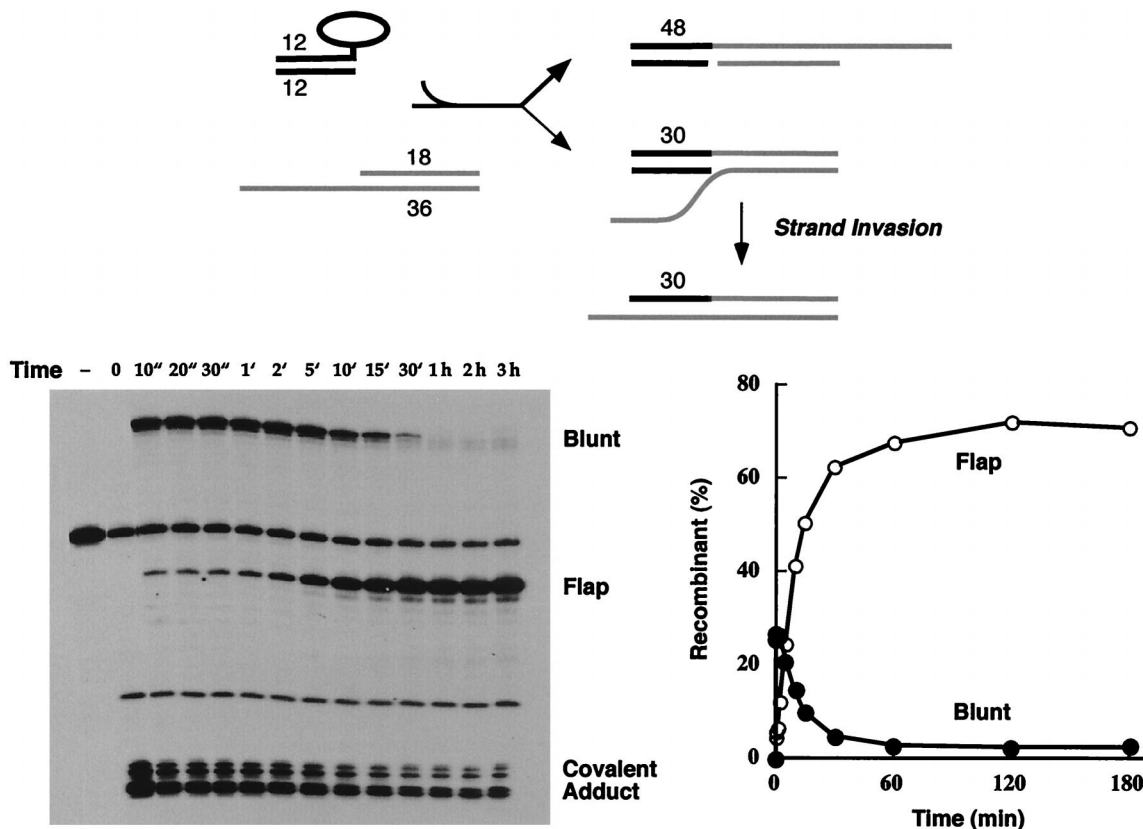 12
12
18
36
48
30
Strand Invasion
30
Time – 0 10" 20" 30" 1' 2' 5' 10' 15' 30' 1 h 2 h 3 h
Blunt
Flap
Covalent
Adduct
80
60
40
20
0
Recombinant (%)
Flap
Blunt
0 60 120 180
Time (min)